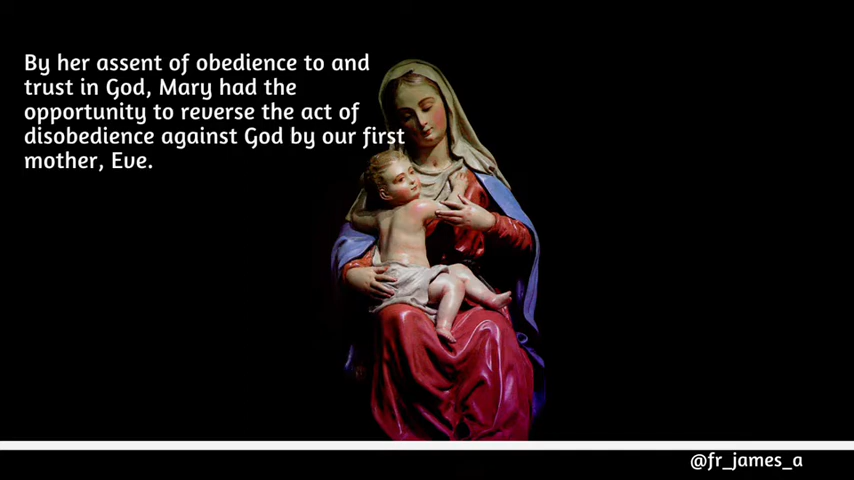 By her assent of obedience to and
trust in God, Mary had the
opportunity to reverse the act of
disobedience against God by our first
mother, Eve.
@fr_james_a